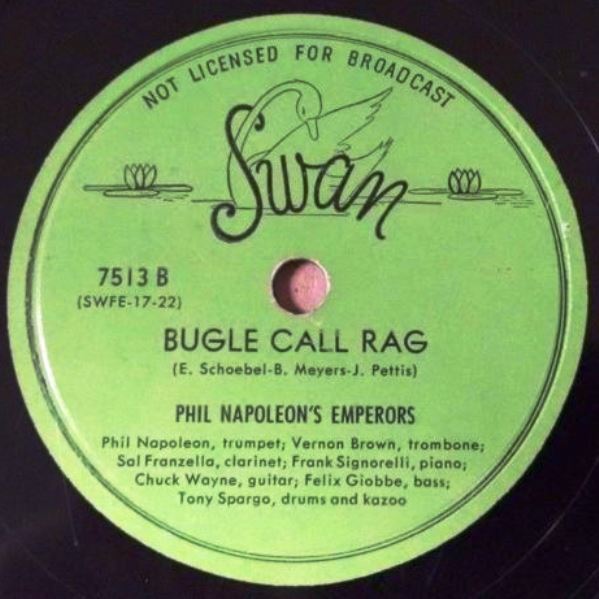 NOT LICENSED FOR BROADCAST
Swan
7513 B
(SWFE-17-22)
BUGLE CALL RAG
(E. Schoebel-B. Meyers-J. Pettis)
PHIL NAPOLEON'S EMPERORS
Phil Napoleon, trumpet; Vernon Brown, trombone;
Sal Franzella, clarinet; Frank Signorelli, piano;
Chuck Wayne, guitar; Felix Giobbe, bass;
Tony Spargo, drums and kazoo